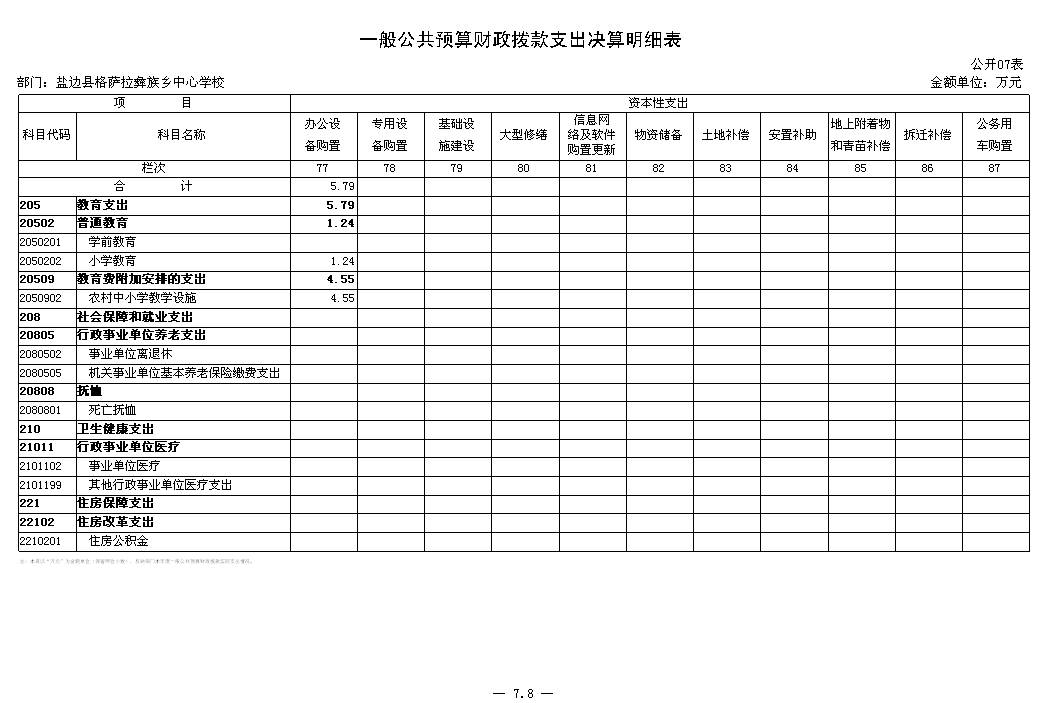 一般公共预算财政拨款支出决算明细表
公开07表
部门：盐边县格萨拉彝族乡中心学校 金额单位：万元
项 目 资本性支出
科目代码 科目名称 办公设备购置 专用设备购置 基础设施建设 大型修缮 信息网络及软件购置更新 物资储备 土地补偿 安置补助 地上附着物和青苗补偿 拆迁补偿 公务用车购置
栏次 77 78 79 80 81 82 83 84 85 86 87
合 计 5.79
205 教育支出 5.79
20502 普通教育 1.24
2050201 学前教育
2050202 小学教育 1.24
20509 教育费附加安排的支出 4.55
2050902 农村中小学教学设施 4.55
208 社会保障和就业支出
20805 行政事业单位养老支出
2080502 事业单位离退休
2080505 机关事业单位基本养老保险缴费支出
20808 抚恤
2080801 死亡抚恤
210 卫生健康支出
21011 行政事业单位医疗
2101102 事业单位医疗
2101199 其他行政事业单位医疗支出
221 住房保障支出
22102 住房改革支出
2210201 住房公积金
— 7.8 —